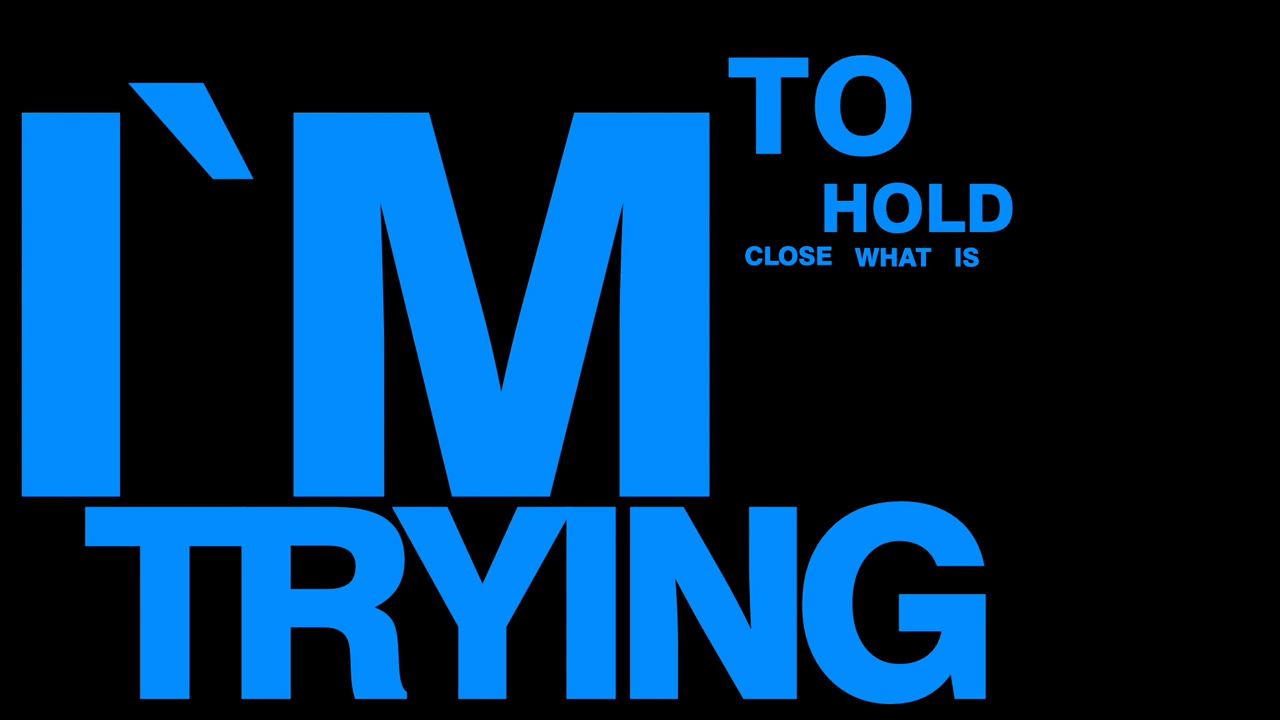 I`M
TRYING
TO
HOLD
CLOSE WHAT IS